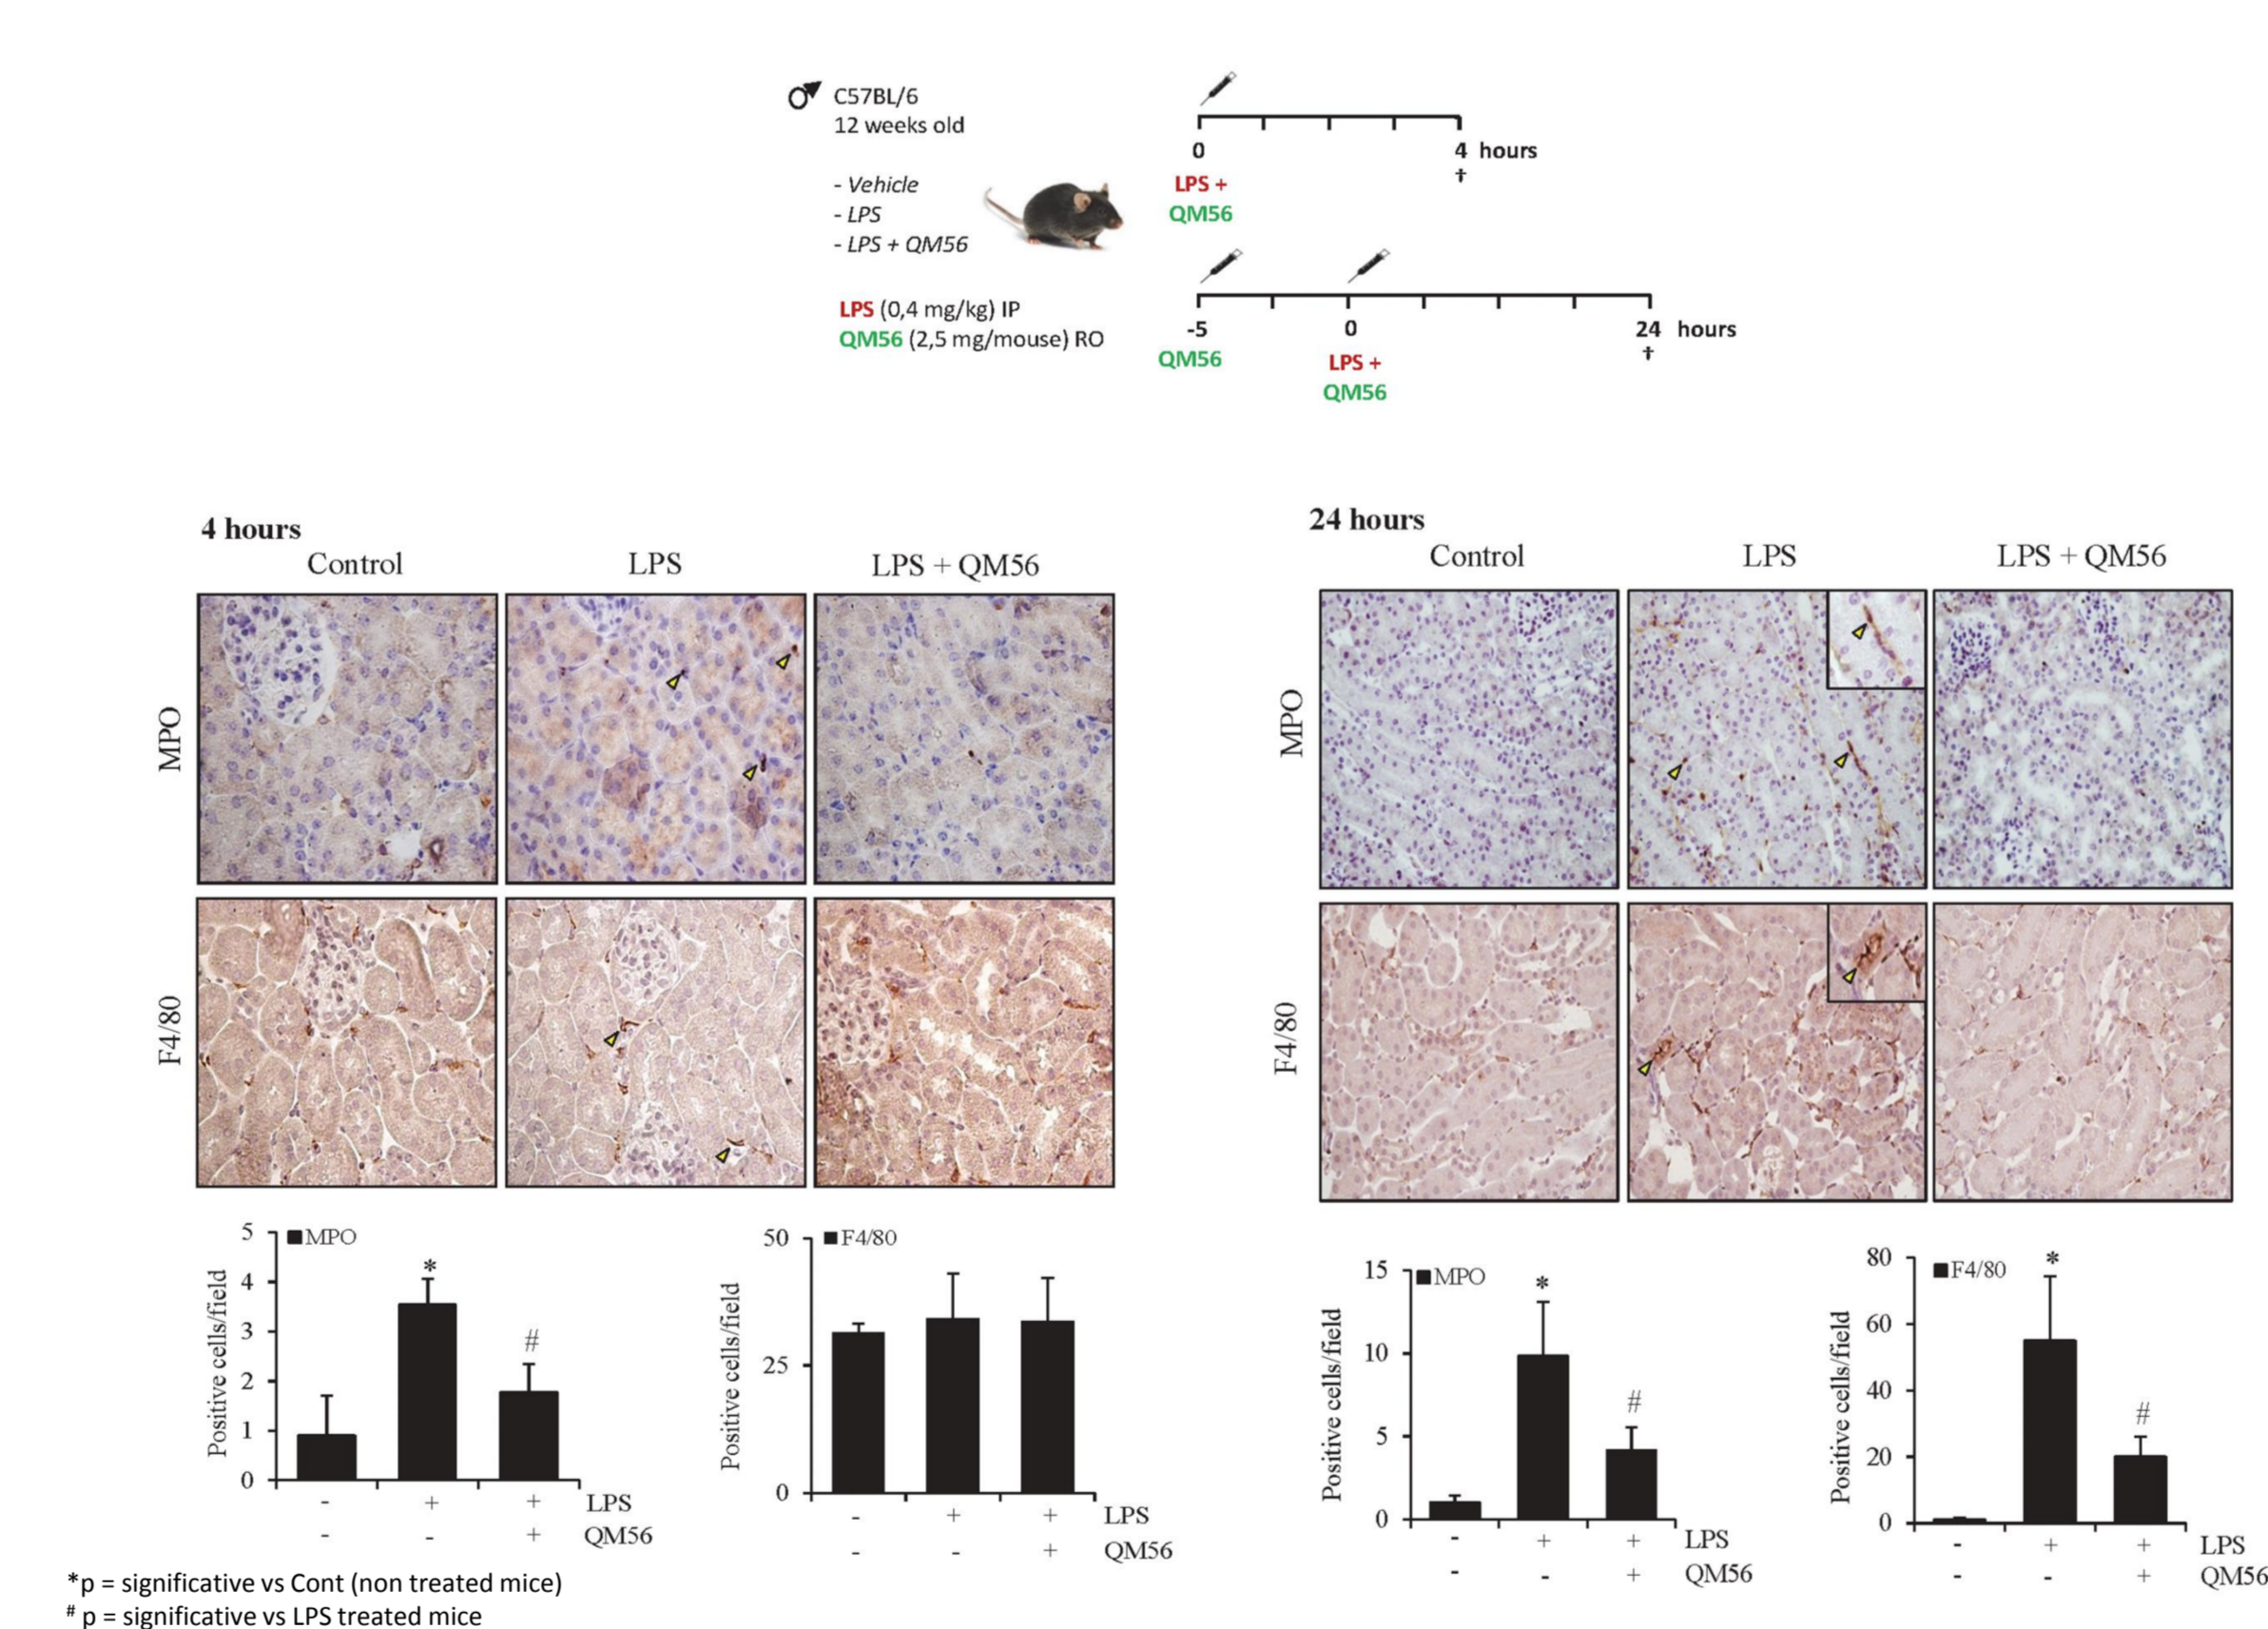 C57BL/6
12 weeks old
- Vehicle
- LPS
- LPS + QM56
LPS (0,4 mg/kg) IP
QM56 (2,5 mg/mouse) RO
0 4 hours
†
LPS +
QM56
-5 0 24 hours
†
QM56 LPS +
QM56
4 hours
Control LPS LPS + QM56
MPO
F4/80
24 hours
Control LPS LPS + QM56
MPO
F4/80
5
4
3
2
1
0
Positive cells/field
MPO
*
#
- + + LPS
- - + QM56
50
25
0
Positive cells/field
F4/80
- + + LPS
- - + QM56
15
10
5
0
Positive cells/field
MPO
*
#
- + + LPS
- - + QM56
80
60
40
20
0
Positive cells/field
F4/80
*
#
- + + LPS
- - + QM56
*p = significative vs Cont (non treated mice)
# p = significative vs LPS treated mice